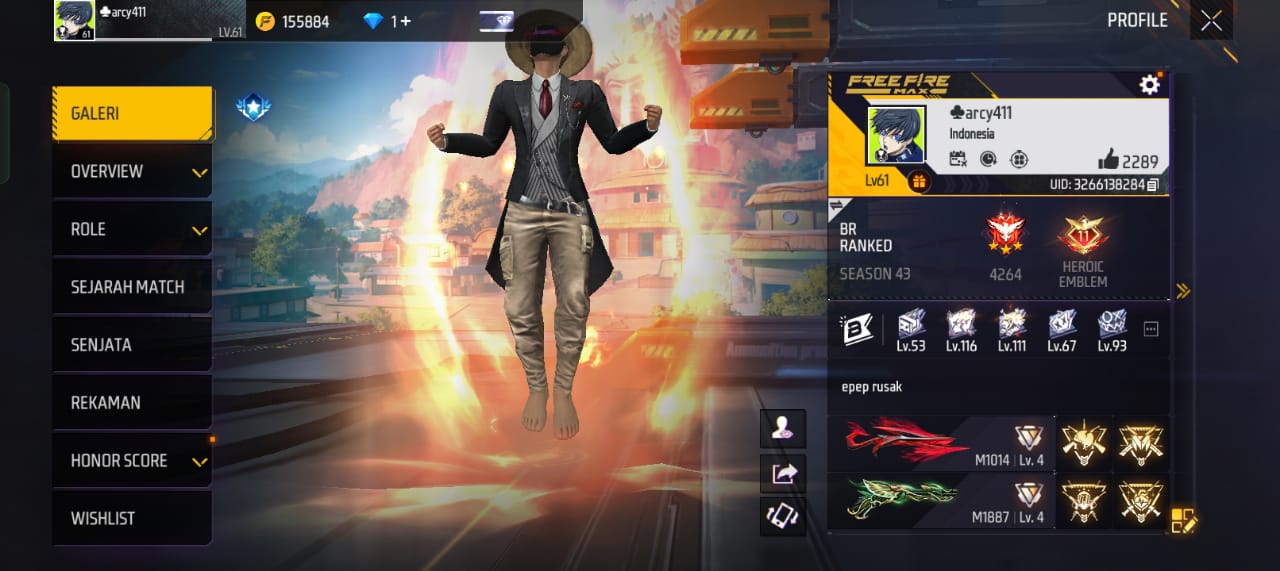 ♣arcy411
61
LV.61
155884
1+
PROFILE
GALERI
OVERVIEW
ROLE
SEJARAH MATCH
SENJATA
REKAMAN
HONOR SCORE
WISHLIST
FREE FIRE
MAX
♣arcy411
Indonesia
2289
Lv61
UID: 3266138284
BR
RANKED
SEASON 43
4264
11
HEROIC
EMBLEM
Lv.53
Lv.116
Lv.111
Lv.67
Lv.93
epep rusak
M1014 | Lv. 4
M1887 | Lv. 4